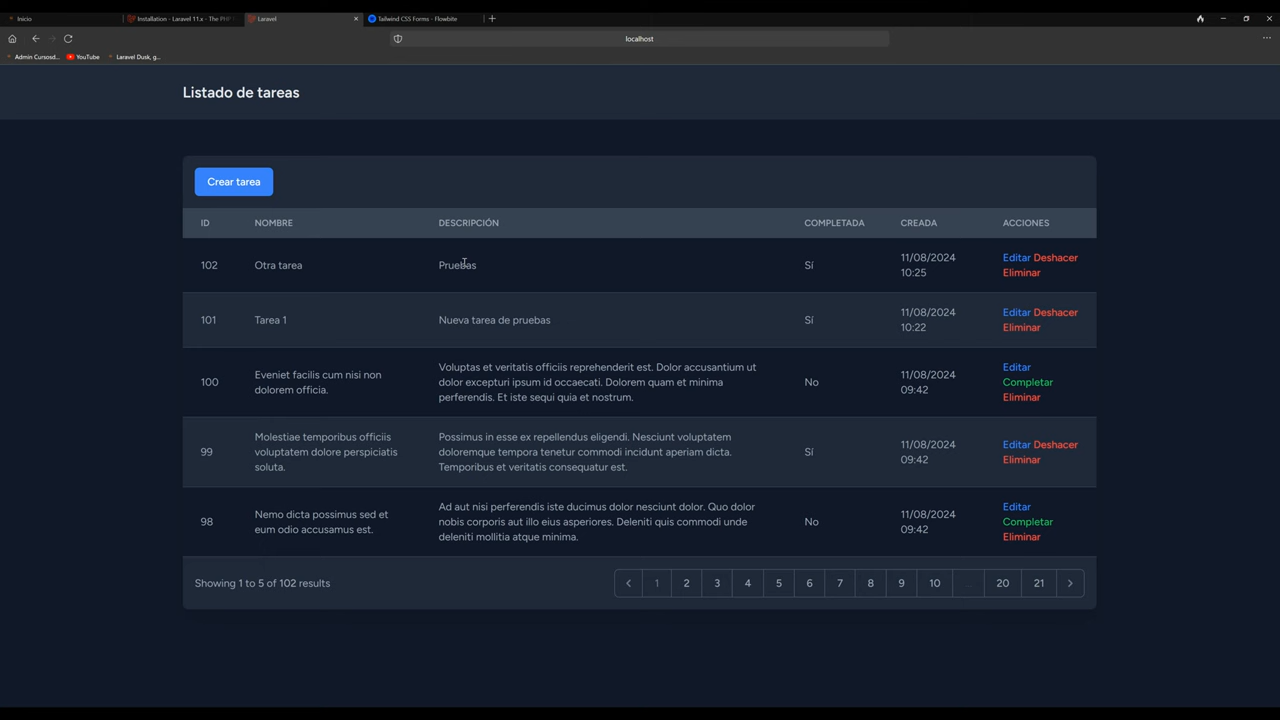 Inicio
Installation - Laravel 11.x - The PHP
Laravel
Tailwind CSS Forms - Flowbite
localhost
Admin Cursosd...
YouTube
Laravel Dusk, g...
Listado de tareas
Crear tarea
ID NOMBRE DESCRIPCIÓN COMPLETADA CREADA ACCIONES
102 Otra tarea Pruebas Sí 11/08/2024 10:25 Editar Deshacer
Eliminar
101 Tarea 1 Nueva tarea de pruebas Sí 11/08/2024 10:22 Editar Deshacer
Eliminar
100
Eveniet facilis cum nisi non
dolorem officia.
Voluptas et veritatis officiis reprehenderit est. Dolor accusantium ut
dolor excepturi ipsum id occaecati. Dolorem quam et minima
perferendis. Et iste sequi quia et nostrum.
No
11/08/2024
09:42
Editar
Completar
Eliminar
99
Molestiae temporibus officiis
voluptatem dolore perspiciatis
soluta.
Possimus in esse ex repellendus eligendi. Nesciunt voluptatem
doloremque tempora tenetur commodi incidunt aperiam dicta.
Temporibus et veritatis consequatur est.
Sí
11/08/2024
09:42
Editar Deshacer
Eliminar
98
Nemo dicta possimus sed et
eum odio accusamus est.
Ad aut nisi perferendis iste ducimus dolor nesciunt dolor. Quo dolor
nobis corporis aut illo eius asperiores. Deleniti quis commodi unde
deleniti mollitia atque minima.
No
11/08/2024
09:42
Editar
Completar
Eliminar
Showing 1 to 5 of 102 results
1 2 3 4 5 6 7 8 9 10 ... 20 21